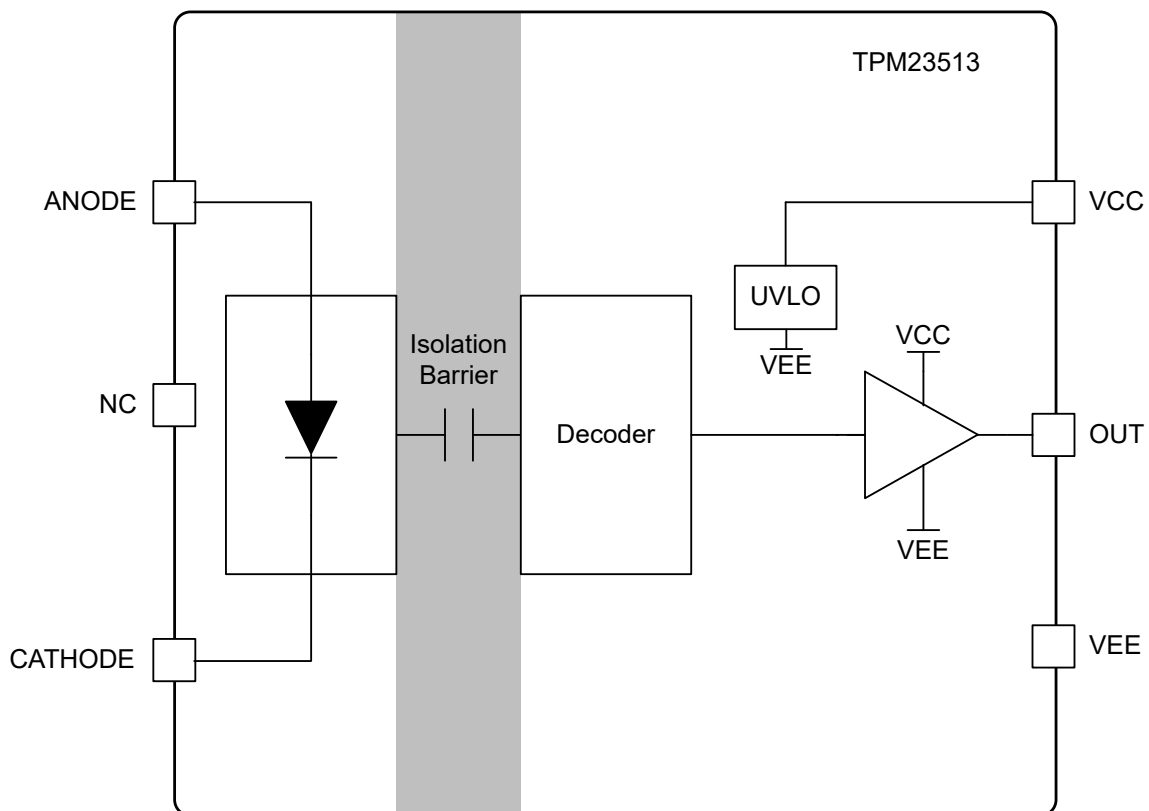 TPM23513
ANODE
VCC
UVLO
VEE
Isolation
Barrier
VCC
NC
Decoder
OUT
VEE
CATHODE
VEE